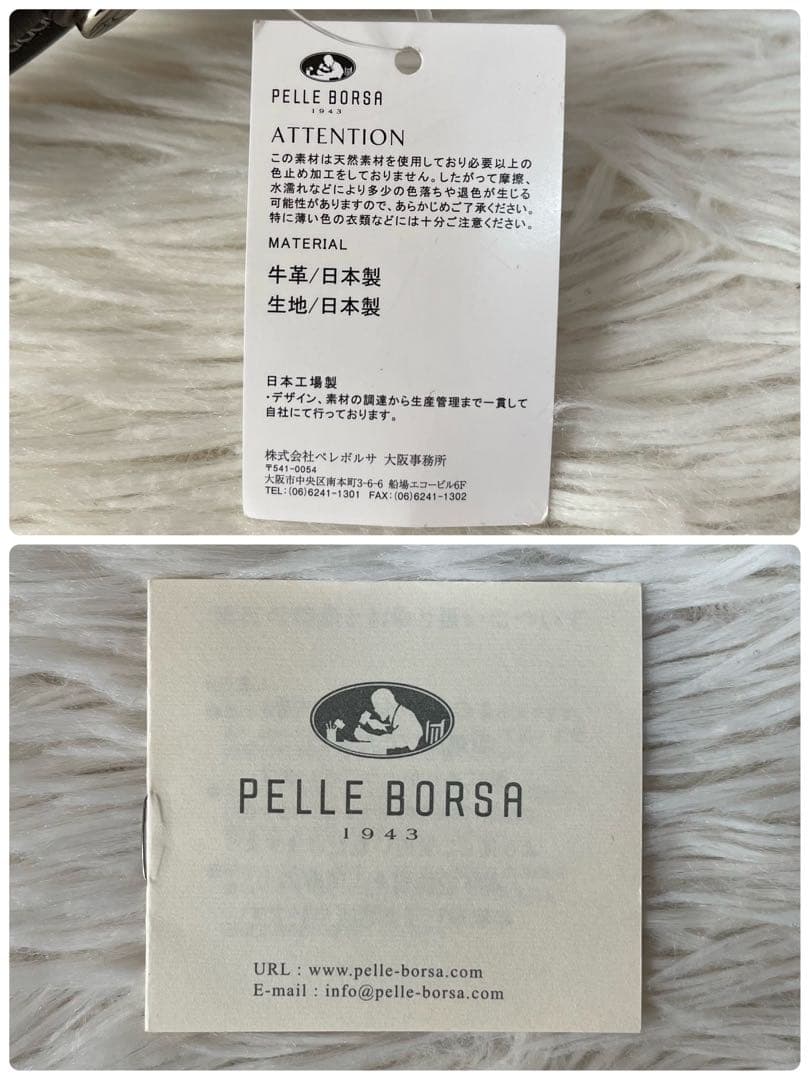 PELLE BORSA
1943
ATTENTION
この素材は天然素材を使用しており必要以上の
色止め加工をしておりません。したがって摩擦、
水濡れなどにより多少の色落ちや退色が生じる
可能性がありますので、あらかじめご了承ください。
特に薄い色の衣類などには十分ご注意ください。
MATERIAL
牛革/日本製
生地/日本製
日本工場製
・デザイン、素材の調達から生産管理まで一貫して
自社にて行っております。
株式会社ペレボルサ 大阪事務所
〒541-0054
大阪市中央区南本町3-6-6 船場エコービル6F
TEL:(06)6241-1301 FAX:(06)6241-1302
PELLE BORSA
1943
URL : www.pelle-borsa.com
E-mail : info@pelle-borsa.com